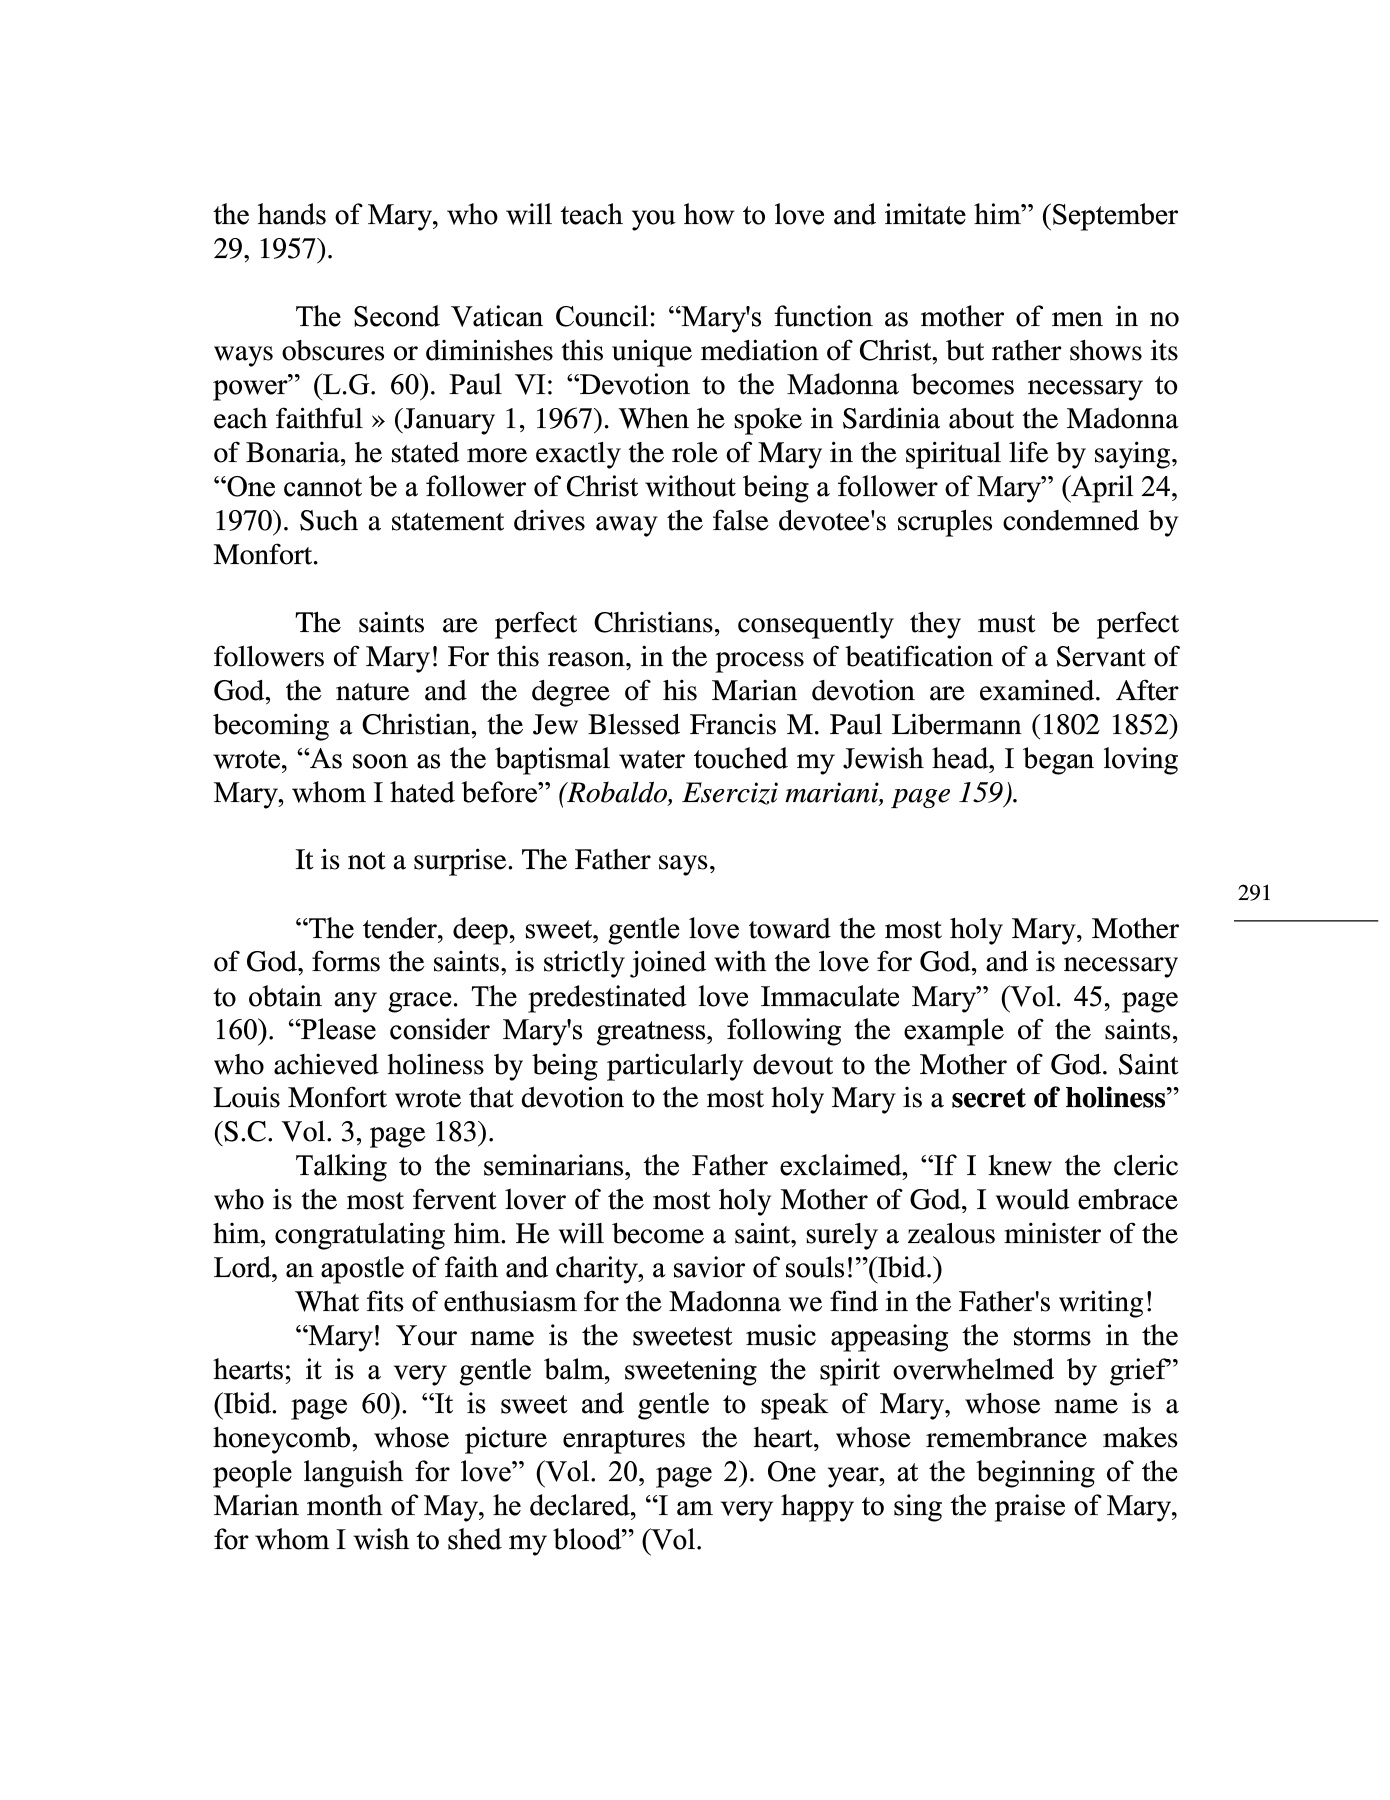 the hands of Mary, who will teach you how to love and imitate him” (September
29, 1957).
The Second Vatican Council: “Mary's function as mother of men in no
ways obscures or diminishes this unique mediation of Christ, but rather shows its
power” (L.G. 60). Paul VI: “Devotion to the Madonna becomes necessary to
each faithful » (January 1, 1967). When he spoke in Sardinia about the Madonna
of Bonaria, he stated more exactly the role of Mary in the spiritual life by saying,
“One cannot be a follower of Christ without being a follower of Mary” (April 24,
1970). Such a statement drives away the false devotee's scruples condemned by
Monfort.
The saints are perfect Christians, consequently they must be perfect
followers of Mary! For this reason, in the process of beatification of a Servant of
God, the nature and the degree of his Marian devotion are examined. After
becoming a Christian, the Jew Blessed Francis M. Paul Libermann (1802 1852)
wrote, “As soon as the baptismal water touched my Jewish head, I began loving
Mary, whom I hated before” (Robaldo, Esercizi mariani, page 159).
It is not a surprise. The Father says,
291
“The tender, deep, sweet, gentle love toward the most holy Mary, Mother
of God, forms the saints, is strictly joined with the love for God, and is necessary
to obtain any grace. The predestinated love Immaculate Mary” (Vol. 45, page
160). “Please consider Mary's greatness, following the example of the saints,
who achieved holiness by being particularly devout to the Mother of God. Saint
Louis Monfort wrote that devotion to the most holy Mary is a secret of holiness”
(S.C. Vol. 3, page 183).
Talking to the seminarians, the Father exclaimed, “If I knew the cleric
who is the most fervent lover of the most holy Mother of God, I would embrace
him, congratulating him. He will become a saint, surely a zealous minister of the
Lord, an apostle of faith and charity, a savior of souls!”(Ibid.)
What fits of enthusiasm for the Madonna we find in the Father's writing!
“Mary! Your name is the sweetest music appeasing the storms in the
hearts; it is a very gentle balm, sweetening the spirit overwhelmed by grief”
(Ibid. page 60). “It is sweet and gentle to speak of Mary, whose name is a
honeycomb, whose picture enraptures the heart, whose remembrance makes
people languish for love” (Vol. 20, page 2). One year, at the beginning of the
Marian month of May, he declared, “I am very happy to sing the praise of Mary,
for whom I wish to shed my blood” (Vol.